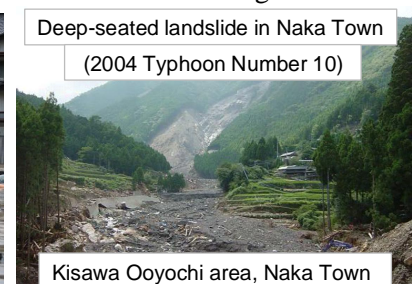 Deep-seated landslide in Naka Town
(2004 Typhoon Number 10)
Kisawa Ooyochi area, Naka Town